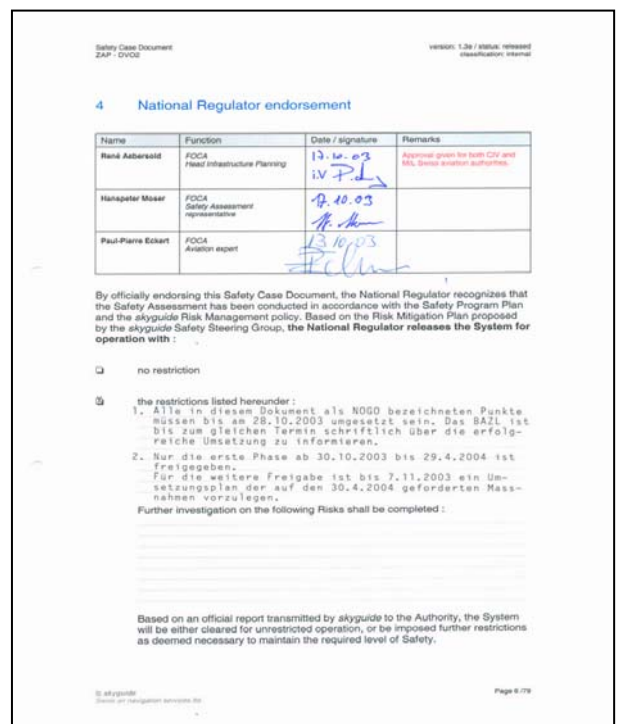 Safety Case Document
ZAP - DVO2
version: 1.3e / status: released
classification: internal
4 National Regulator endorsement
Name Function Date / signature Remarks
René Aebersold FOCA
Head Infrastructure Planning
17.10.03
i.V
Approval given for both CIV and
MIL Swiss aviation authorities.
Hanspeter Moser FOCA
Safety Assessment
representative
17.10.03
Paul-Pierre Eckert FOCA
Aviation expert
13 10 03
By officially endorsing this Safety Case Document, the National Regulator recognizes that
the Safety Assessment has been conducted in accordance with the Safety Program Plan
and the skyguide Risk Management policy. Based on the Risk Mitigation Plan proposed
by the skyguide Safety Steering Group, the National Regulator releases the System for
operation with :
no restriction
the restrictions listed hereunder :
1. Alle in diesem Dokument als NOGO bezeichneten Punkte
müssen bis am 28.10.2003 umgesetzt sein. Das BAZL ist
bis zum gleichen Termin schriftlich über die erfolg-
reiche Umsetzung zu informieren.
2. Nur die erste Phase ab 30.10.2003 bis 29.4.2004 ist
freigegeben.
Für die weitere Freigabe ist bis 7.11.2003 ein Um-
setzungsplan der auf den 30.4.2004 geforderten Mass-
nahmen vorzulegen.
Further investigation on the following Risks shall be completed :
Based on an official report transmitted by skyguide to the Authority, the System
will be either cleared for unrestricted operation, or be imposed further restrictions
as deemed necessary to maintain the required level of Safety.
© skyguide
Swiss air navigation services ltd
Page 6 /79